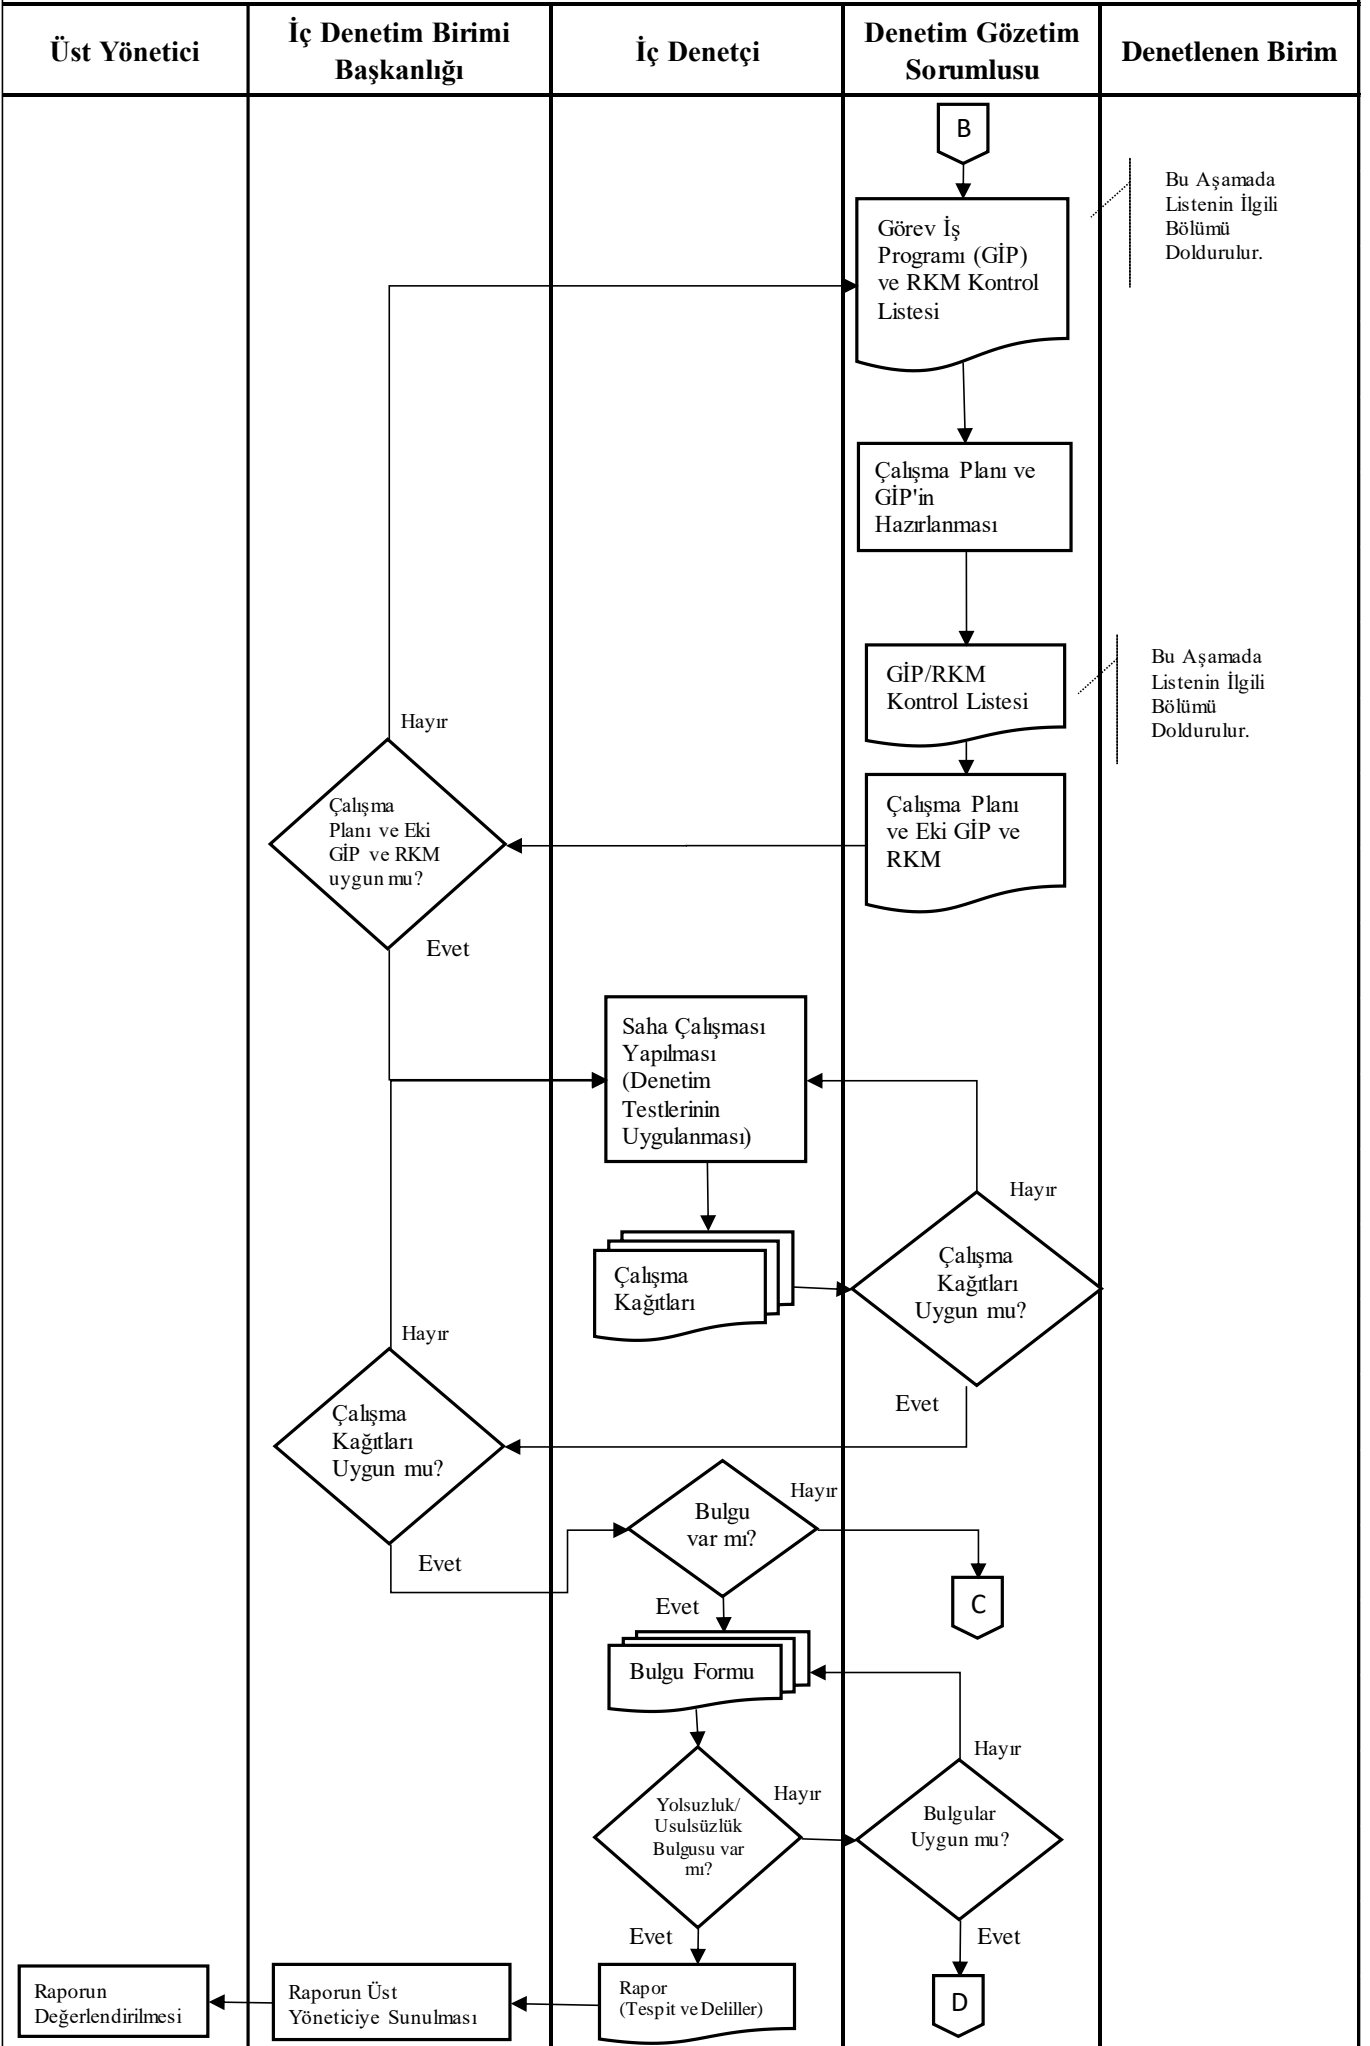 Üst Yönetici
İç Denetim Birimi
Başkanlığı
İç Denetçi
Denetim Gözetim
Sorumlusu
Denetlenen Birim
B
Bu Aşamada
Listenin İlgili
Bölümü
Doldurulur.
Görev İş
Programı (GİP)
ve RKM Kontrol
Listesi
Çalışma Planı ve
GİP'in
Hazırlanması
GİP/RKM
Kontrol Listesi
Bu Aşamada
Listenin İlgili
Bölümü
Doldurulur.
Hayır
Çalışma
Planı ve Eki
GİP ve RKM
uygun mu?
Çalışma Planı
ve Eki GİP ve
RKM
Evet
Saha Çalışması
Yapılması
(Denetim
Testlerinin
Uygulanması)
Hayır
Çalışma
Kağıtları
Çalışma
Kağıtları
Uygun mu?
Hayır
Evet
Çalışma
Kağıtları
Uygun mu?
Evet
Bulgu
var mı?
Hayır
C
Evet
Bulgu Formu
Hayır
Yolsuzluk/
Usulsüzlük
Bulgusu var
mı?
Hayır
Bulgular
Uygun mu?
Evet
Evet
Raporun
Değerlendirilmesi
Raporun Üst
Yöneticiye Sunulması
Rapor
(Tespit ve Deliller)
D